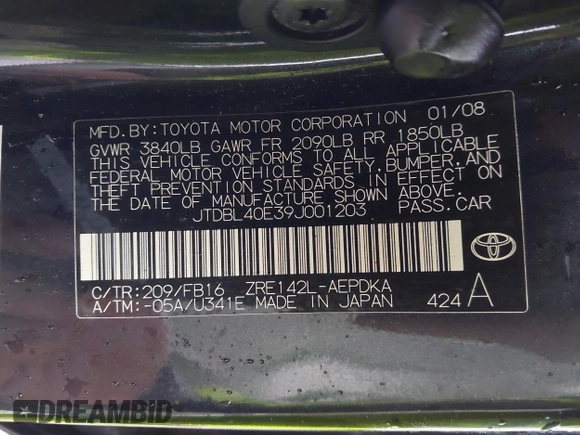 MFD.BY:TOYOTA MOTOR CORPORATION 01/08
GVWR 3840LB GAWR FR 2090LB RR 1850LB
THIS VEHICLE CONFORMS TO ALL APPLICABLE
FEDERAL MOTOR VEHICLE SAFETY,BUMPER,AND
THEFT PREVENTION STANDARDS IN EFFECT ON
THE DATE OF MANUFACTURE SHOWN ABOVE.
JTDBL40E39J001203 PASS.CAR
C/TR:209/FB16 ZRE142L-AEPDKA
A/TM:-05A/U341E MADE IN JAPAN 424 A
DREAMBID